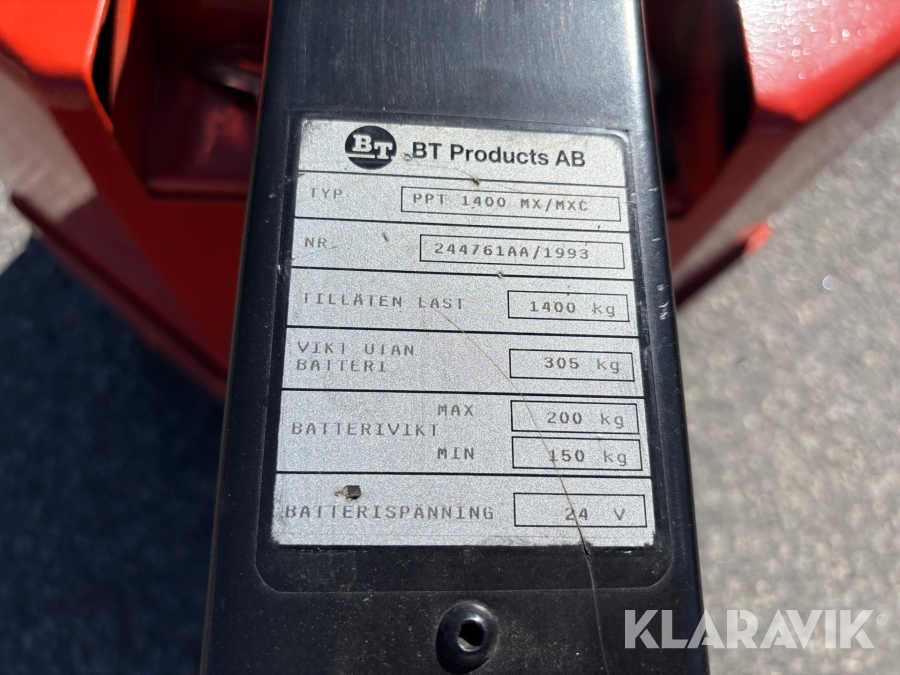 BT BT Products AB
TYP PPT 1400 MX/MXC
NR 244761AA/1993
TILLÅTEN LAST 1400 kg
VIKT UTAN
BATTERI 305 kg
MAX 200 kg
BATTERIVIKT
MIN 150 kg
BATTERISPÄNNING 24 V
KLARAVIK